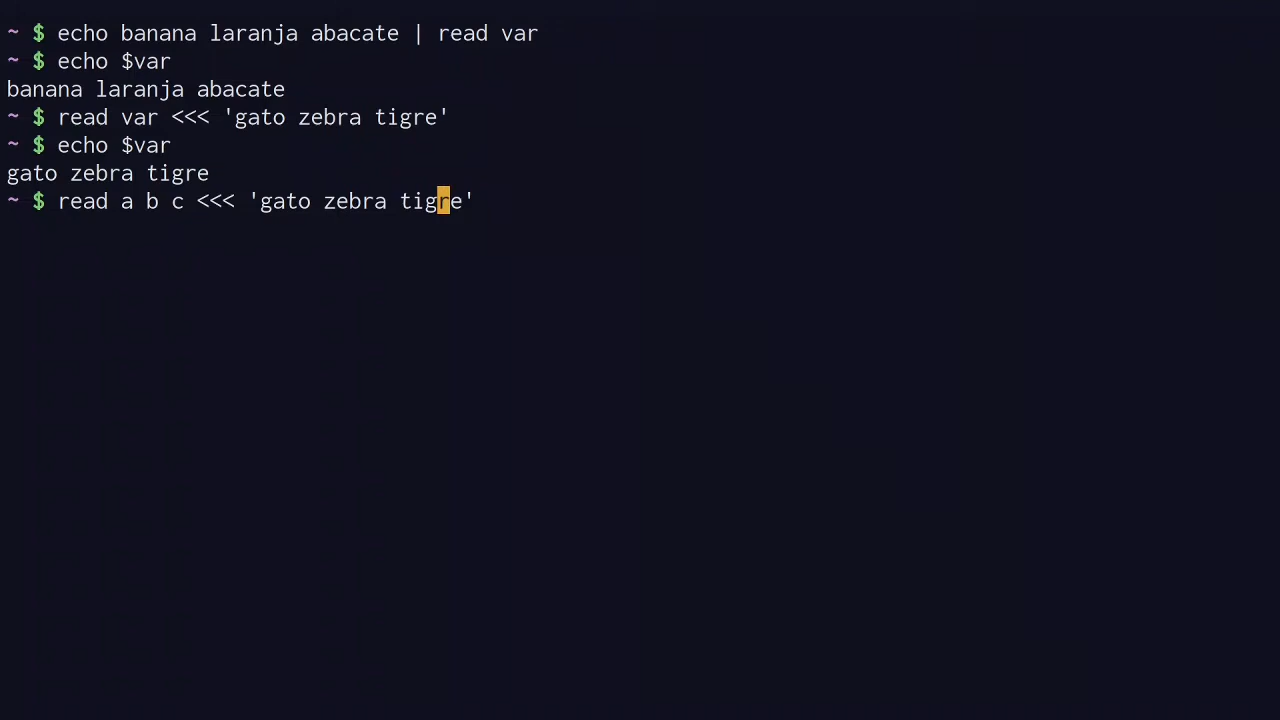 ~ $ echo banana laranja abacate | read var
~ $ echo $var
banana laranja abacate
~ $ read var <<< 'gato zebra tigre'
~ $ echo $var
gato zebra tigre
~ $ read a b c <<< 'gato zebra tigre'